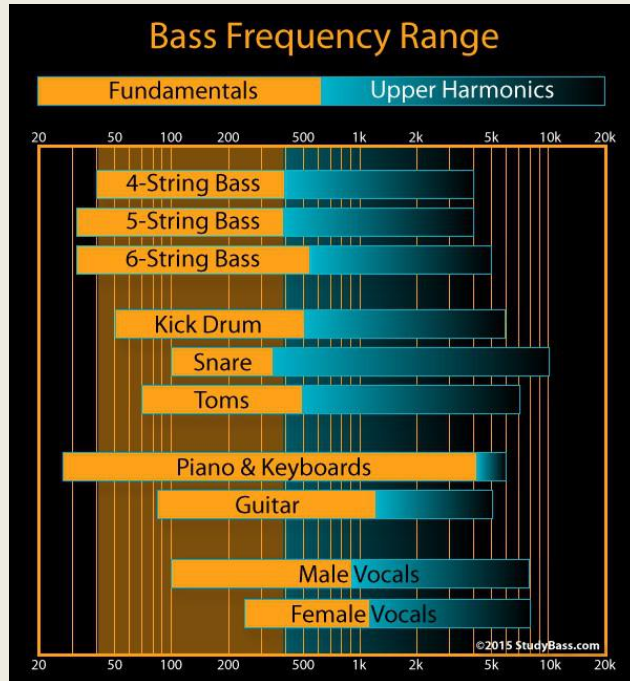 Bass Frequency Range
Fundamentals Upper Harmonics
20 50 100 200 500 1k 2k 5k 10k 20k
4-String Bass
5-String Bass
6-String Bass
Kick Drum
Snare
Toms
Piano & Keyboards
Guitar
Male Vocals
Female Vocals
©2015 StudyBass.com
20 50 100 200 500 1k 2k 5k 10k 20k